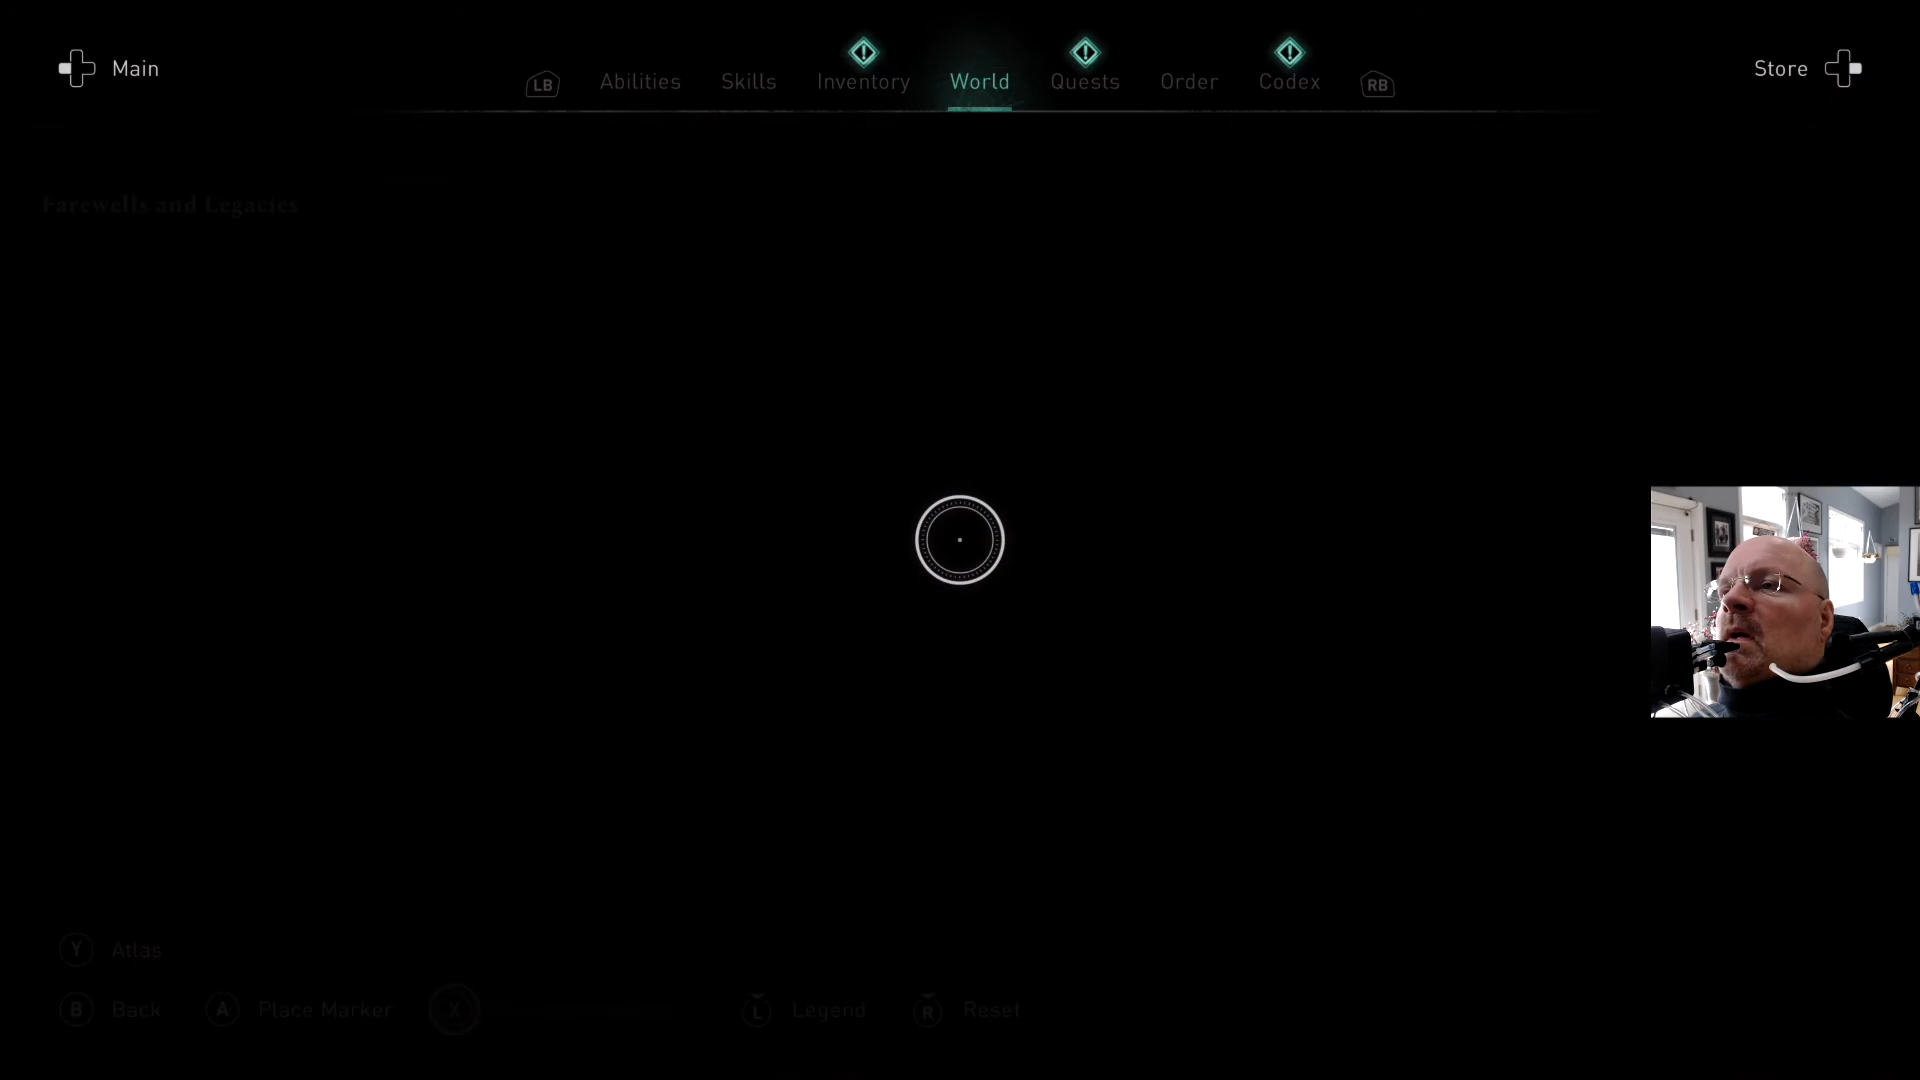 Main
LB Abilities Skills Inventory World Quests Order Codex RB
Store
Farewells and Legacies
Y Atlas
B Back A Place Marker X L Legend R Reset